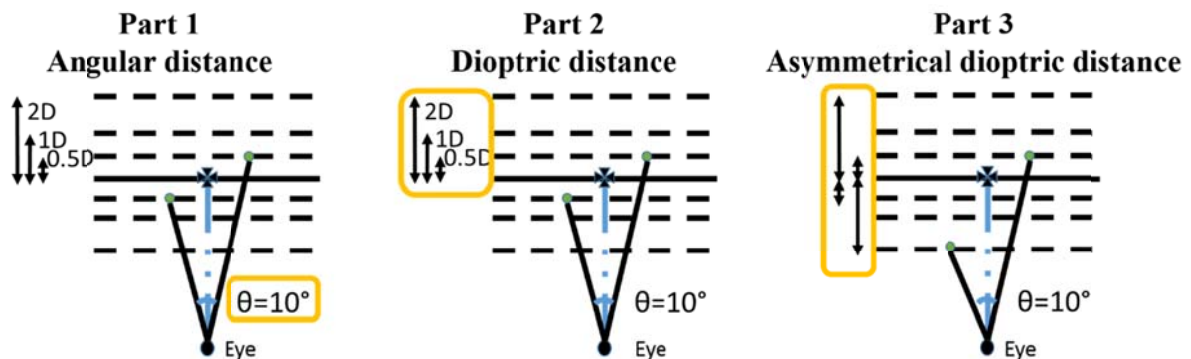 Part 1
Angular distance
2D
1D
0.5D
θ=10°
Eye
Part 2
Dioptric distance
2D
1D
0.5D
θ=10°
Eye
Part 3
Asymmetrical dioptric distance
θ=10°
Eye